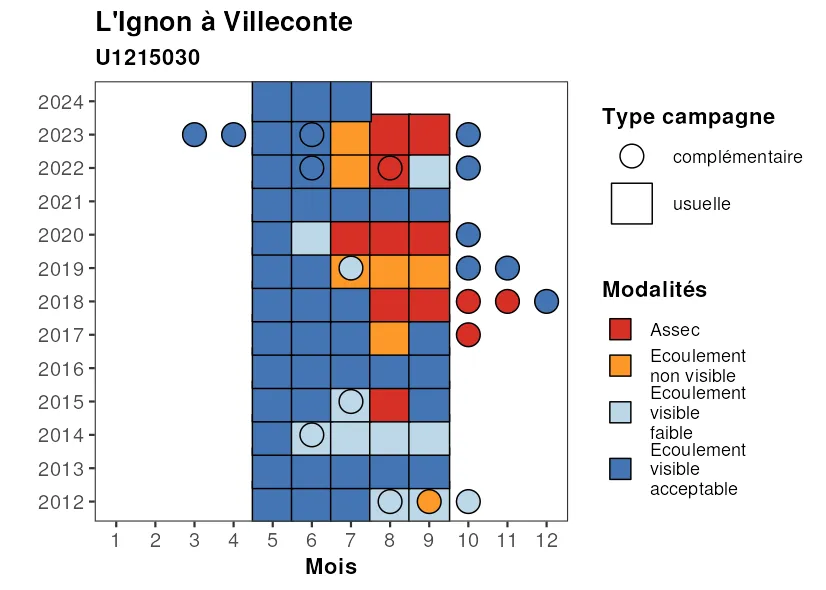 L'Ignon à Villeconte
U1215030
2024
2023
2022
2021
2020
2019
2018
2017
2016
2015
2014
2013
2012
1 2 3 4 5 6 7 8 9 10 11 12
Mois
Type campagne
complémentaire
usuelle
Modalités
Assec
Ecoulement
non visible
Ecoulement
visible
faible
Ecoulement
visible
acceptable